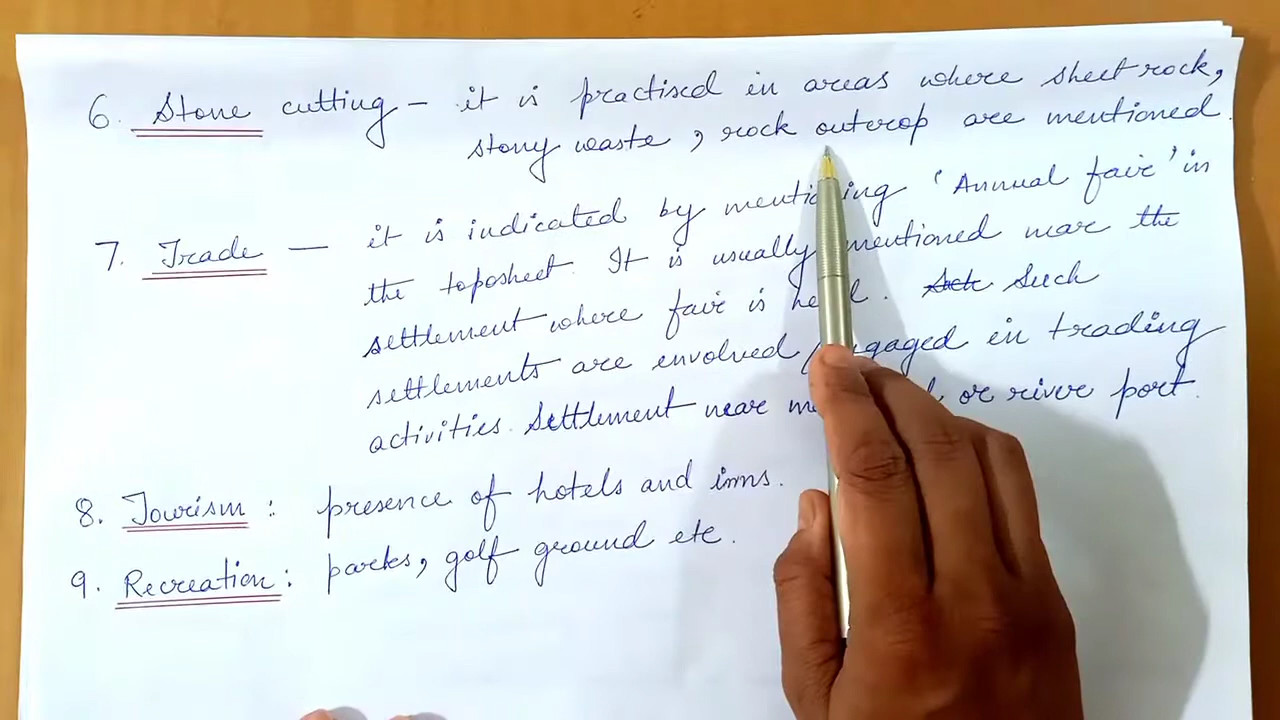 6. Stone cutting - it is practised in areas where sheet rock,
stony waste, rock outcrop are mentioned.
7. Trade — it is indicated by mentioning 'Annual fair' in
the toposheet. It is usually mentioned near the
settlement where fair is held. Such
settlements are involved / engaged in trading
activities. Settlement near or river port.
8. Tourism : presence of hotels and inns.
9. Recreation : parks, golf ground etc.